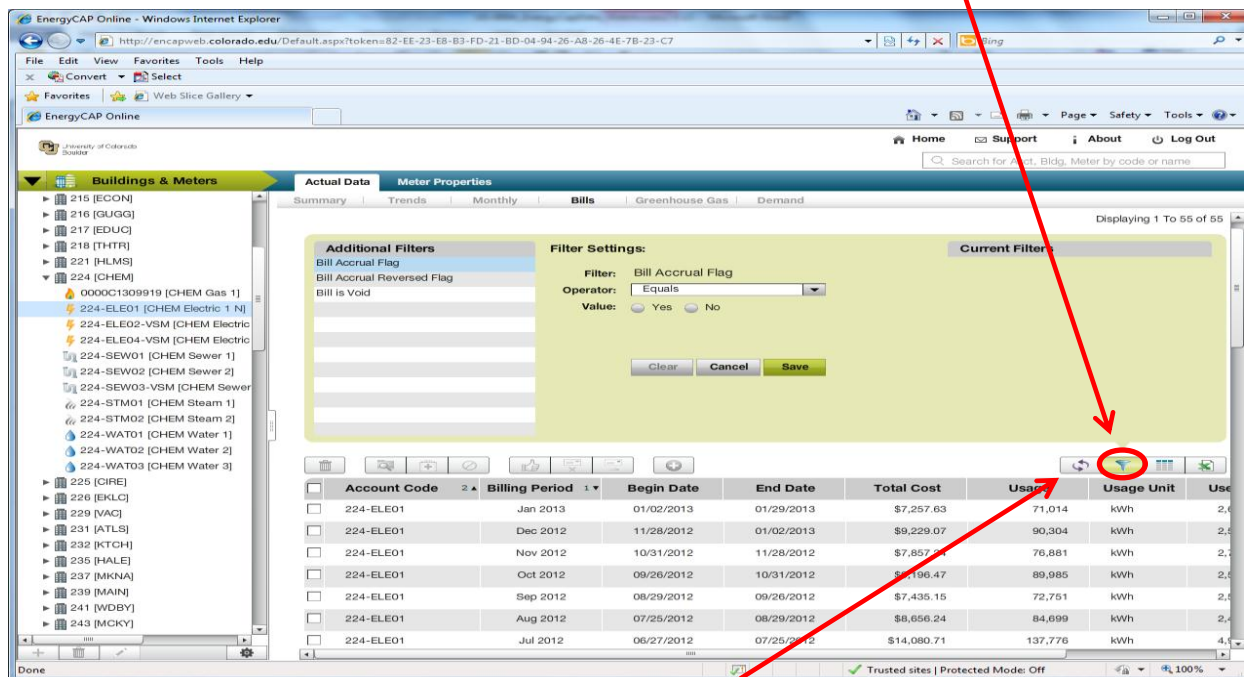 EnergyCAP Online - Windows Internet Explorer
http://encapweb.colorado.edu/Default.aspx?token=82-EE-23-E8-B3-FD-21-BD-04-94-26-A8-26-4E-7B-23-C7
Bing
File Edit View Favorites Tools Help
Convert Select
Favorites Web Slice Gallery
EnergyCAP Online
Page Safety Tools
University of Colorado
Boulder
Home Support About Log Out
Search for Acct, Bldg, Meter by code or name
Buildings & Meters
Actual Data Meter Properties
Summary Trends Monthly Bills Greenhouse Gas Demand
Displaying 1 To 55 of 55
215 [ECON]
216 [GUGG]
217 [EDUC]
218 [THTR]
221 [HLMS]
224 [CHEM]
0000C1309919 [CHEM Gas 1]
224-ELE01 [CHEM Electric 1 N]
224-ELE02-VSM [CHEM Electric
224-ELE04-VSM [CHEM Electric
224-SEW01 [CHEM Sewer 1]
224-SEW02 [CHEM Sewer 2]
224-SEW03-VSM [CHEM Sewer
224-STM01 [CHEM Steam 1]
224-STM02 [CHEM Steam 2]
224-WAT01 [CHEM Water 1]
224-WAT02 [CHEM Water 2]
224-WAT03 [CHEM Water 3]
225 [CIRE]
226 [EKLC]
229 [VAC]
231 [ATLS]
232 [KTCH]
235 [HALE]
237 [MKNA]
239 [MAIN]
241 [WDBY]
243 [MCKY]
Additional Filters
Bill Accrual Flag
Bill Accrual Reversed Flag
Bill is Void
Filter Settings:
Filter: Bill Accrual Flag
Operator: Equals
Value: Yes No
Clear Cancel Save
Current Filters
Account Code 2 Billing Period 1 Begin Date End Date Total Cost Usage Usage Unit Use
224-ELE01 Jan 2013 01/02/2013 01/29/2013 $7,257.63 71,014 kWh
224-ELE01 Dec 2012 11/28/2012 01/02/2013 $9,229.07 90,304 kWh
224-ELE01 Nov 2012 10/31/2012 11/28/2012 76,881 kWh
224-ELE01 Oct 2012 09/26/2012 10/31/2012 89,985 kWh
224-ELE01 Sep 2012 08/29/2012 09/26/2012 $7,435.15 72,751 kWh
224-ELE01 Aug 2012 07/25/2012 08/29/2012 $8,656.24 84,699 kWh
224-ELE01 Jul 2012 06/27/2012 07/25/2012 $14,080.71 137,776 kWh
Done
Trusted sites | Protected Mode: Off
100%